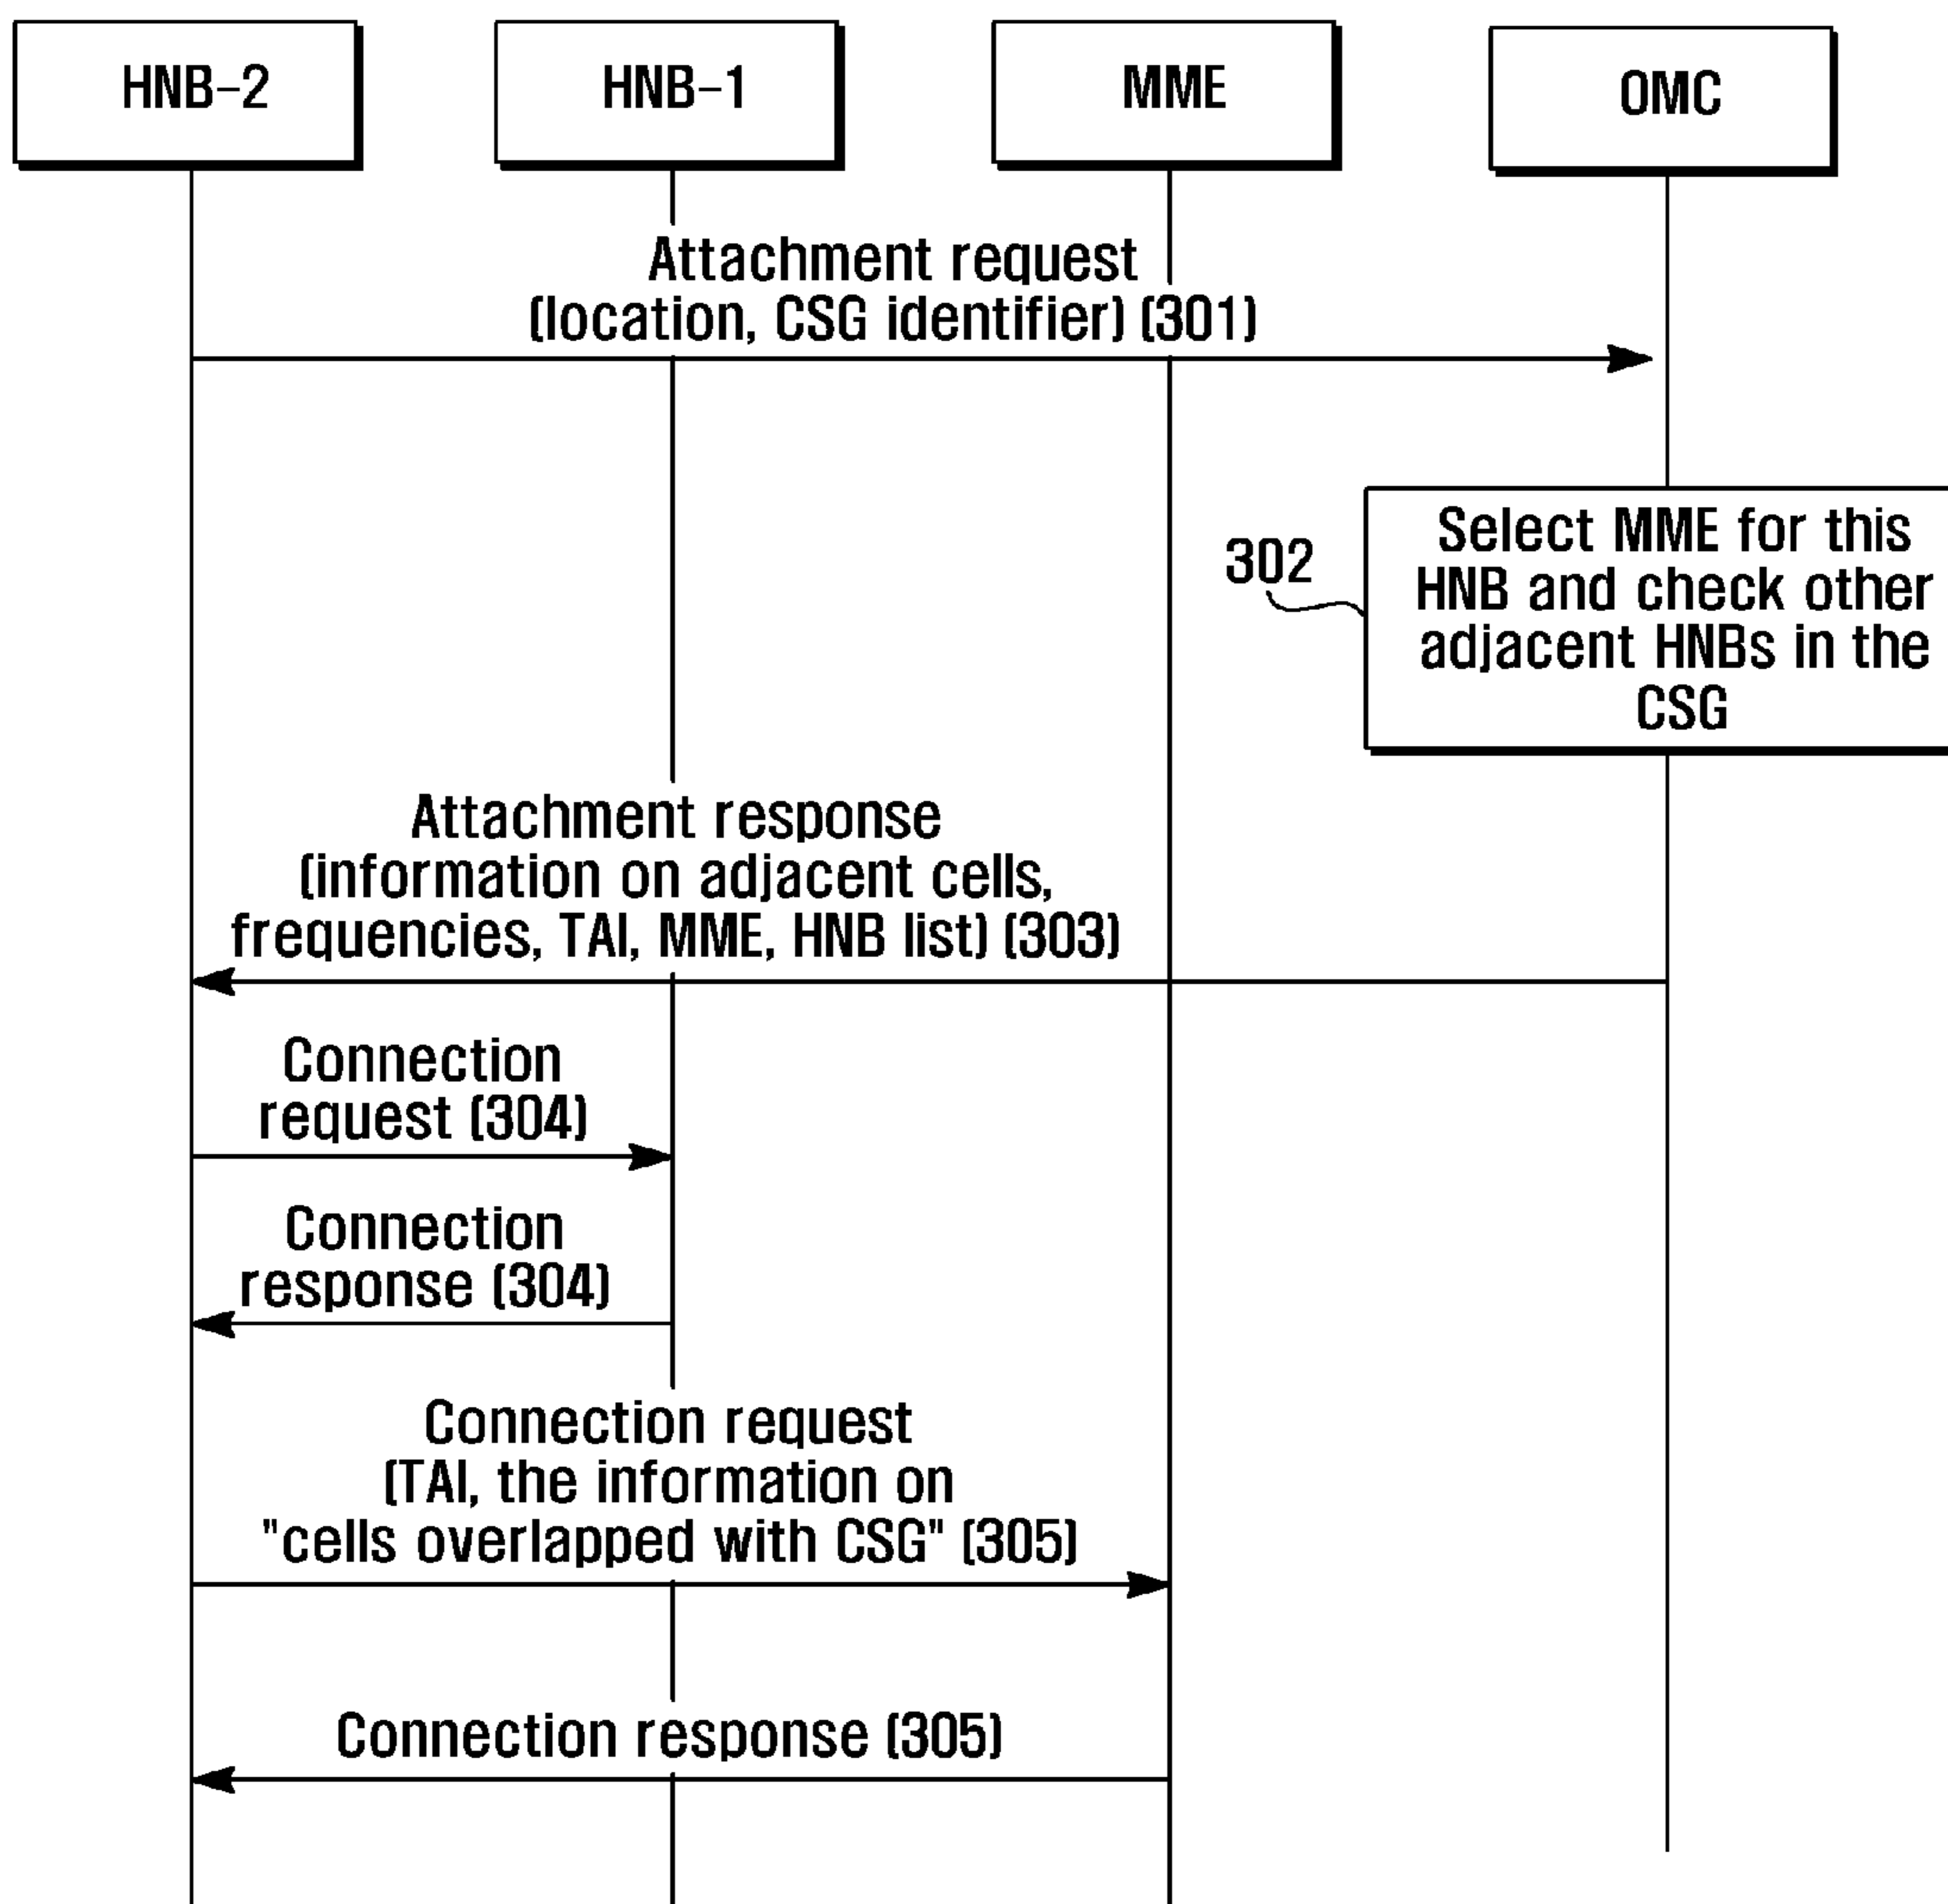 HNB-2
HNB-1
MME
OMC
Attachment request
(location, CSG identifier) (301)
302
Select MME for this
HNB and check other
adjacent HNBs in the
CSG
Attachment response
(information on adjacent cells,
frequencies, TAI, MME, HNB list) (303)
Connection
request (304)
Connection
response (304)
Connection request
(TAI, the information on
"cells overlapped with CSG" (305)
Connection response (305)